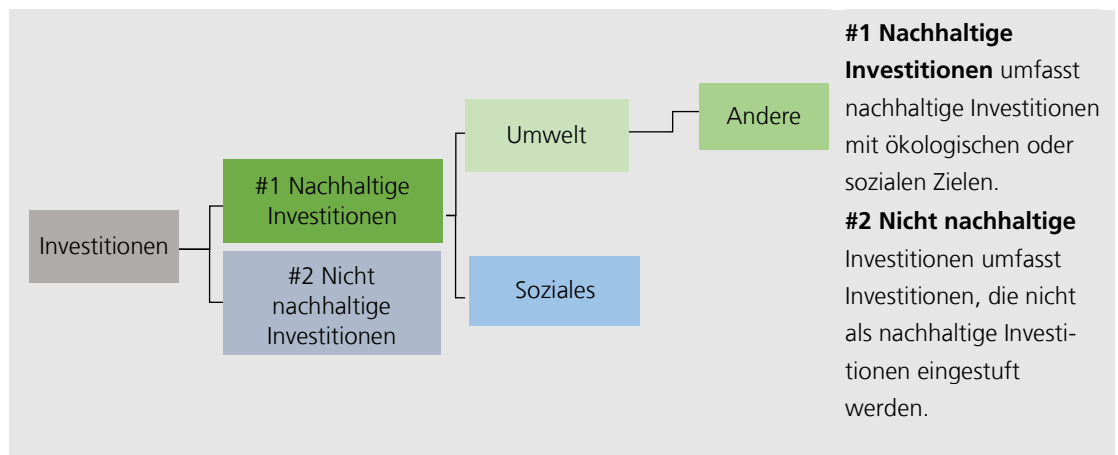 Investitionen
#1 Nachhaltige
Investitionen
#2 Nicht
nachhaltige
Investitionen
Umwelt
Soziales
Andere
#1 Nachhaltige
Investitionen umfasst
nachhaltige Investitionen
mit ökologischen oder
sozialen Zielen.
#2 Nicht nachhaltige
Investitionen umfasst
Investitionen, die nicht
als nachhaltige Investi-
tionen eingestuft
werden.